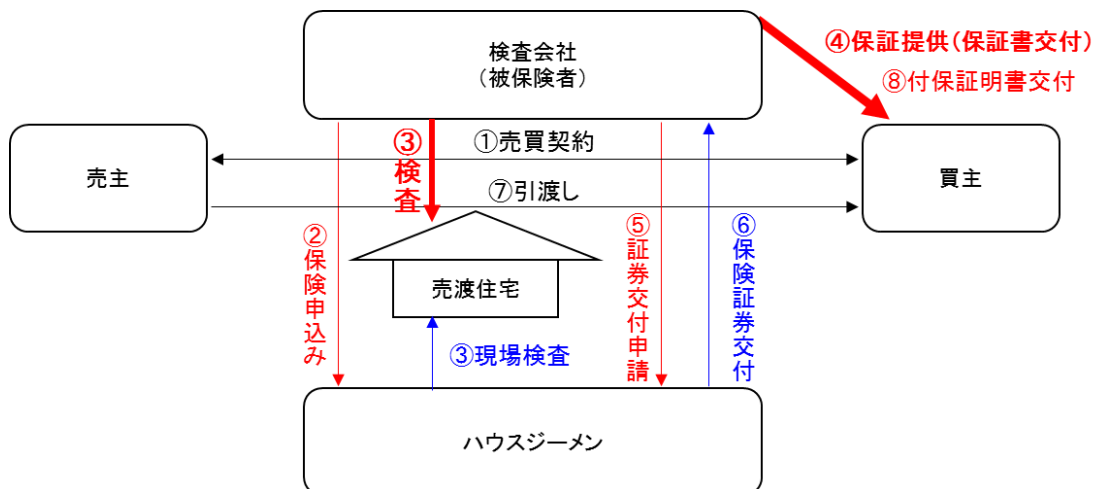 検査会社
（被保険者）
④保証提供（保証書交付）
⑧付保証明書交付
売主
①売買契約
⑦引渡し
買主
③検査
②保険申込み
売渡住宅
③現場検査
⑤証券交付申請
⑥保険証券交付
ハウスジーメン